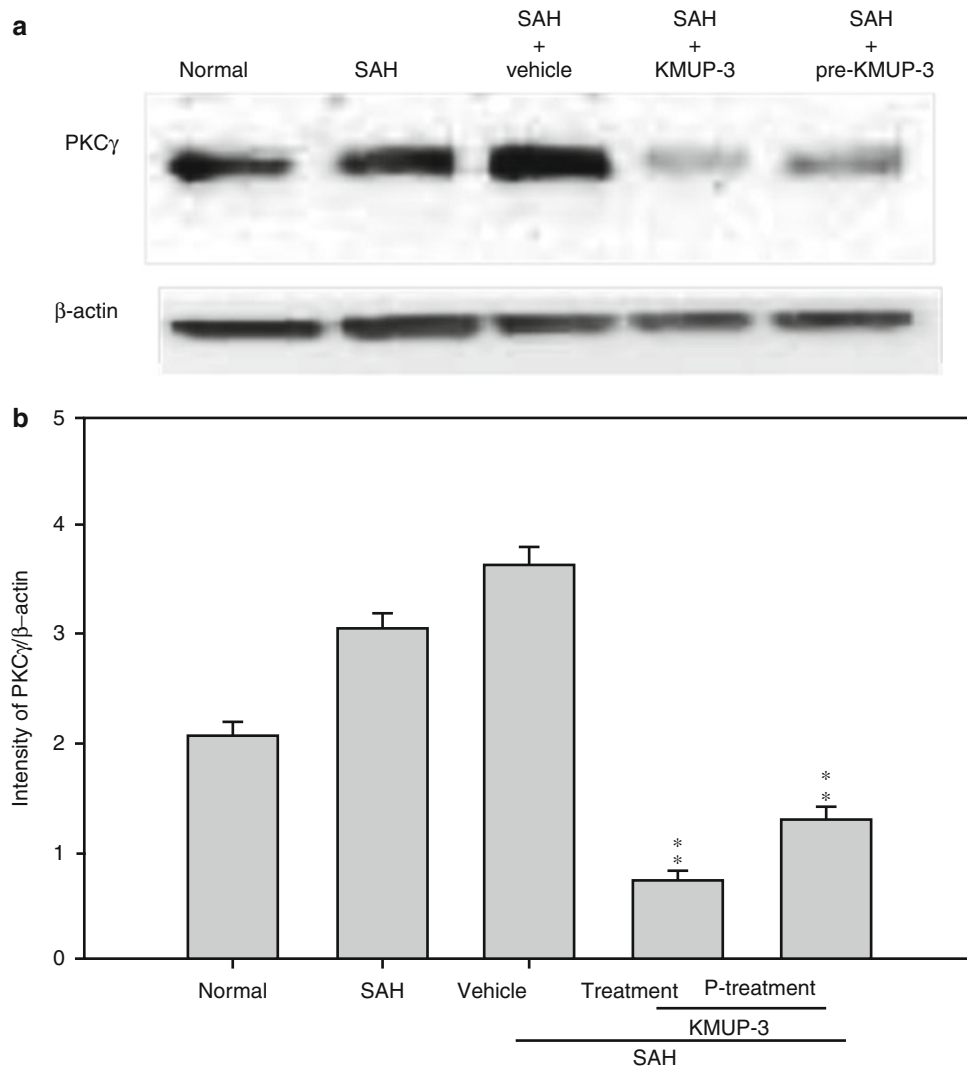 a
Normal
SAH
SAH
+
vehicle
SAH
+
KMUP-3
SAH
+
pre-KMUP-3
PKCγ
β-actin
b
Intensity of PKCγ/β–actin
5
4
3
2
1
0
*
*
*
*
Normal
SAH
Vehicle
Treatment
P-treatment
KMUP-3
SAH